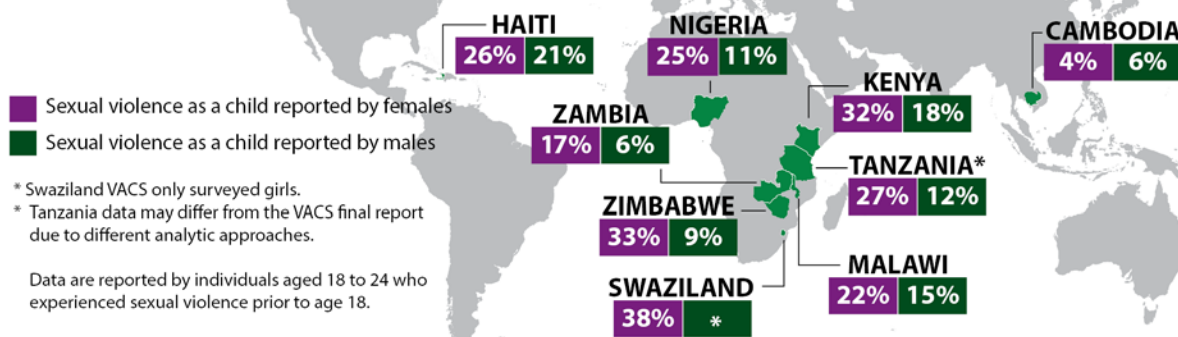 HAITI
26% 21%
NIGERIA
25% 11%
CAMBODIA
4% 6%
KENYA
32% 18%
Sexual violence as a child reported by females
Sexual violence as a child reported by males
ZAMBIA
17% 6%
TANZANIA*
27% 12%
* Swaziland VACS only surveyed girls.
* Tanzania data may differ from the VACS final report
due to different analytic approaches.
ZIMBABWE
33% 9%
MALAWI
22% 15%
Data are reported by individuals aged 18 to 24 who
experienced sexual violence prior to age 18.
SWAZILAND
38% *